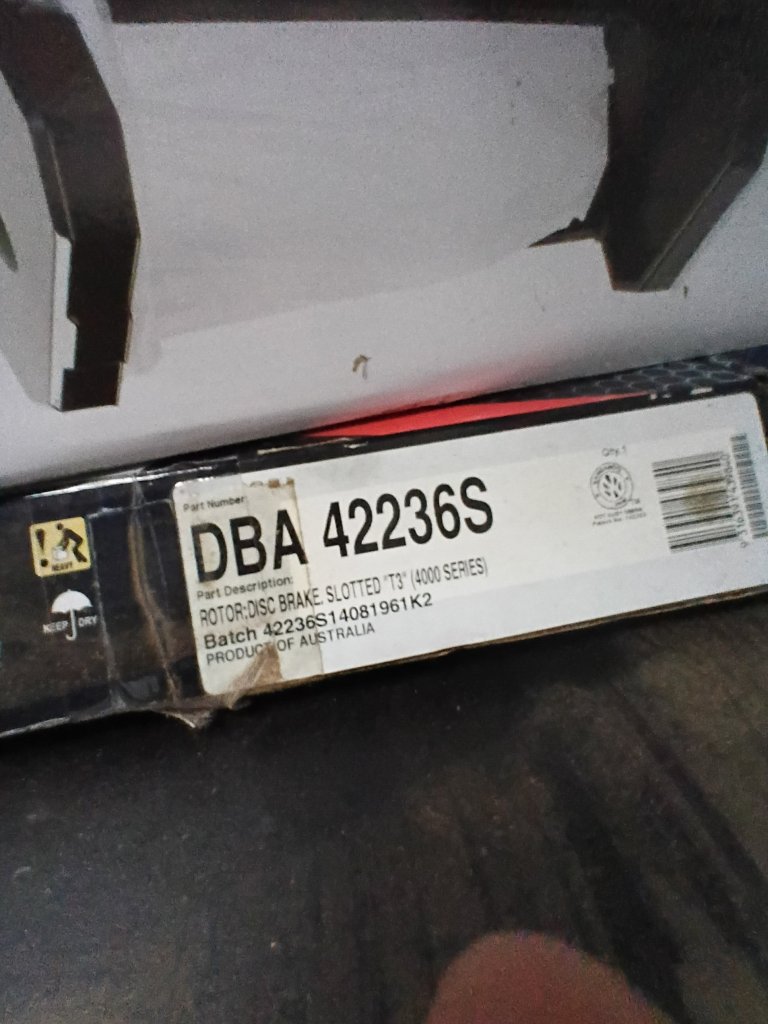 Part Number:
DBA 42236S
Part Description:
ROTOR:DISC BRAKE. SLOTTED "T3" (4000 SERIES)
Batch 42236S14081961K2
PRODUCT OF AUSTRALIA
Qty.1
HEAVY
KEEP DRY